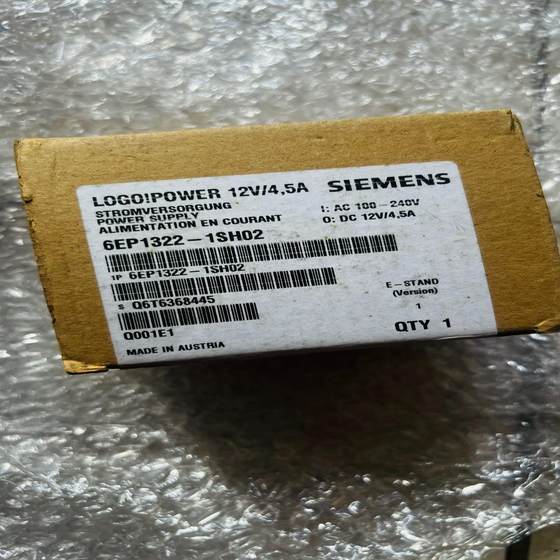 LOGO!POWER 12V/4,5A SIEMENS
STROMVERSORGUNG I: AC 100-240V
POWER SUPPLY O: DC 12V/4,5A
ALIMENTATION EN COURANT
6EP1322-1SH02
1P 6EP1322-1SH02
S Q6T6368445
E-STAND
(Version)
1
Q001E1
QTY 1
MADE IN AUSTRIA